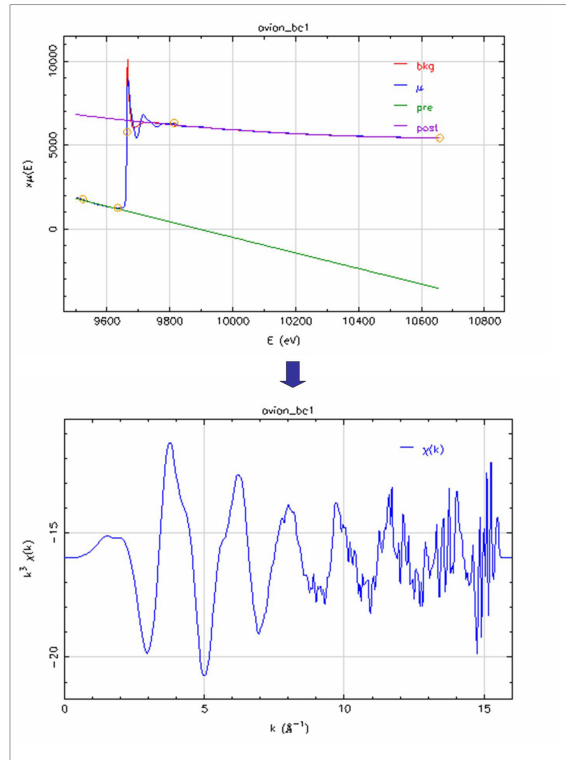 ovion_bc1
bkg
μ
pre
post
10000
5000
0
xμ(E)
9600
9800
10000
10200
10400
10600
10800
E (eV)
ovion_bc1
χ(k)
-15
-20
k³ χ(k)
0
5
10
15
k (Å⁻¹)